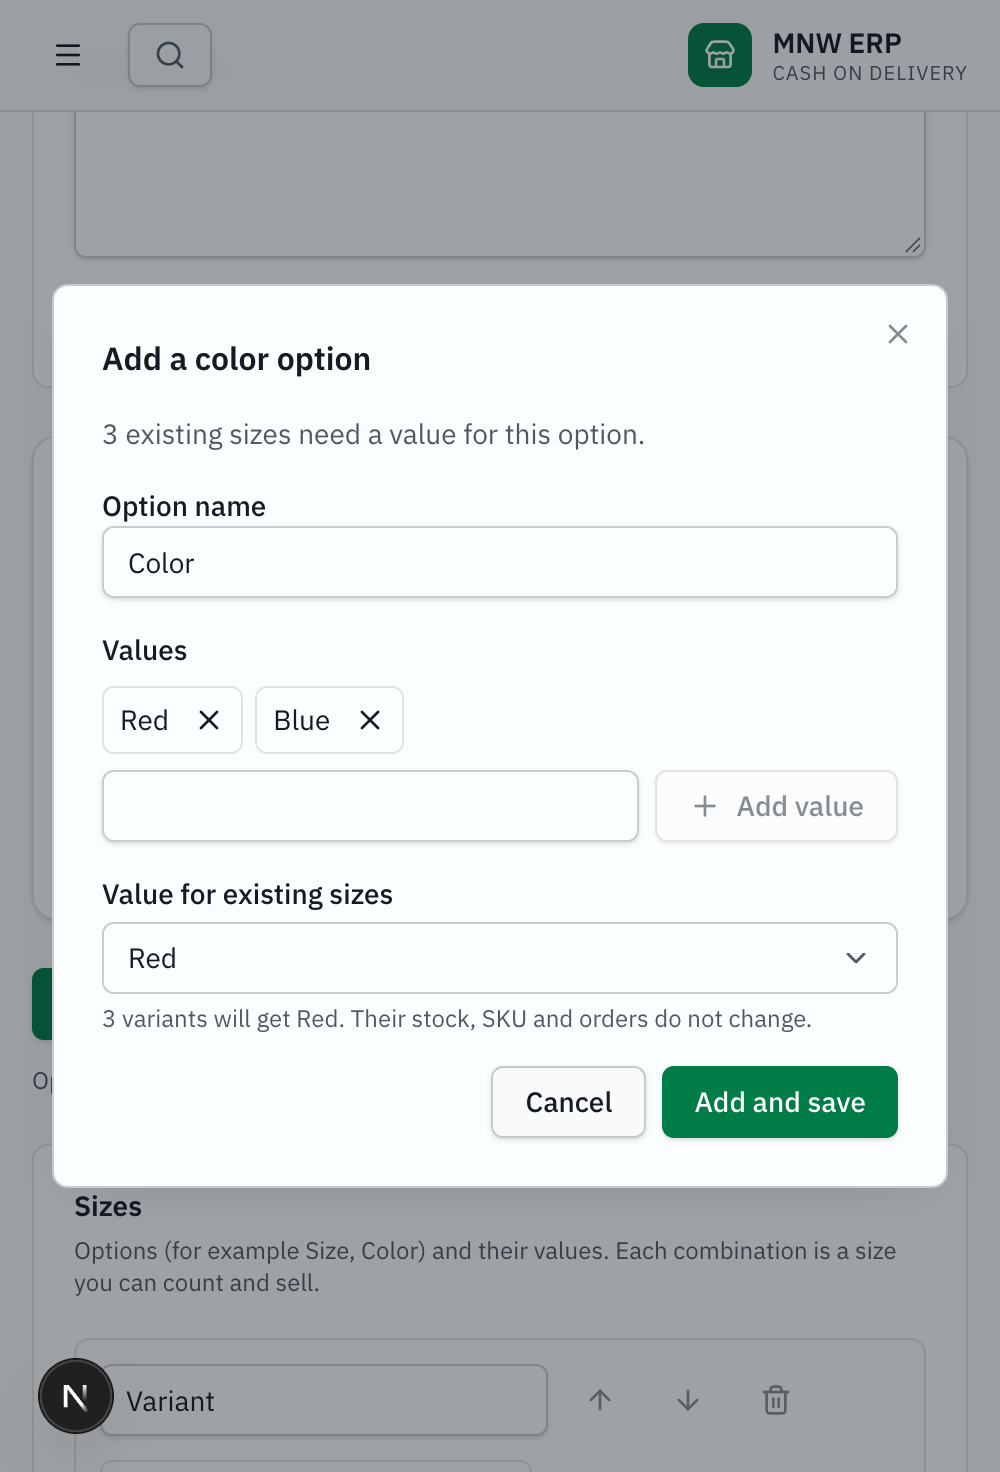 MNW ERP
CASH ON DELIVERY
Add a color option
3 existing sizes need a value for this option.
Option name
Color
Values
Red
Blue
Add value
Value for existing sizes
Red
3 variants will get Red. Their stock, SKU and orders do not change.
Cancel
Add and save
Sizes
Options (for example Size, Color) and their values. Each combination is a size
you can count and sell.
N
Variant